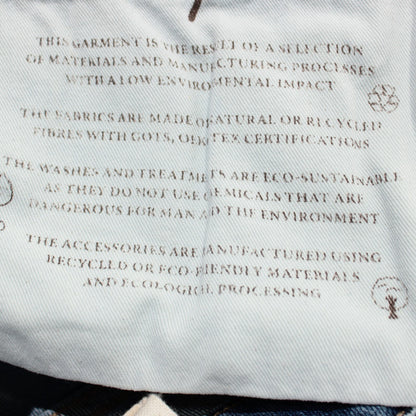 THIS GARMENT IS THE RESULT OF A SELECTION
OF MATERIALS AND MANUFACTURING PROCESSES
WITH A LOW ENVIRONMENTAL IMPACT
THE FABRICS ARE MADE OF NATURAL OR RECYCLED
FIBRES WITH GOTS, OEKOTEX CERTIFICATIONS
THE WASHES AND TREATMENTS ARE ECO-SUSTAINABLE
AS THEY DO NOT USE CHEMICALS THAT ARE
DANGEROUS FOR MAN AND THE ENVIRONMENT
THE ACCESSORIES ARE MANUFACTURED USING
RECYCLED OR ECO-FRIENDLY MATERIALS
AND ECOLOGICAL PROCESSING